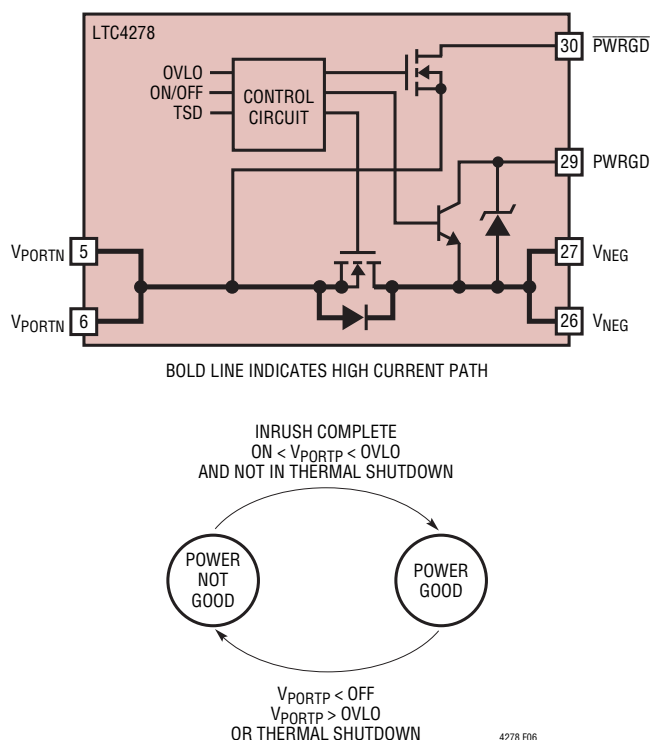 LTC4278
OVLO
ON/OFF
TSD
CONTROL
CIRCUIT
30 PWRGD
29 PWRGD
VPORTN 5
27 VNEG
VPORTN 6
26 VNEG
BOLD LINE INDICATES HIGH CURRENT PATH
INRUSH COMPLETE
ON < VPORTP < OVLO
AND NOT IN THERMAL SHUTDOWN
POWER
NOT
GOOD
POWER
GOOD
VPORTP < OFF
VPORTP > OVLO
OR THERMAL SHUTDOWN
4278 F06